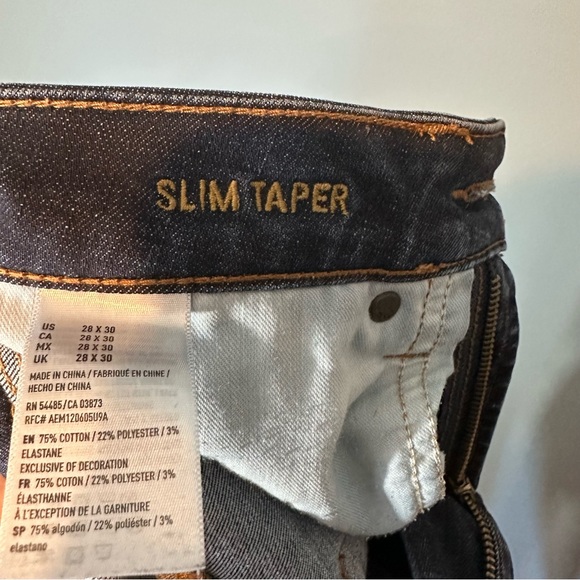 SLIM TAPER
US 28 X 30
CA 28 X 30
MX 28 X 30
UK 28 X 30
MADE IN CHINA / FABRIQUÉ EN CHINE /
HECHO EN CHINA
RN 54485/CA 03873
RFC# AEM120605U9A
EN 75% COTTON / 22% POLYESTER / 3%
ELASTANE
EXCLUSIVE OF DECORATION
FR 75% COTON / 22% POLYESTER / 3%
ÉLASTHANNE
À L'EXCEPTION DE LA GARNITURE
SP 75% algodón / 22% poliéster / 3%
elastano